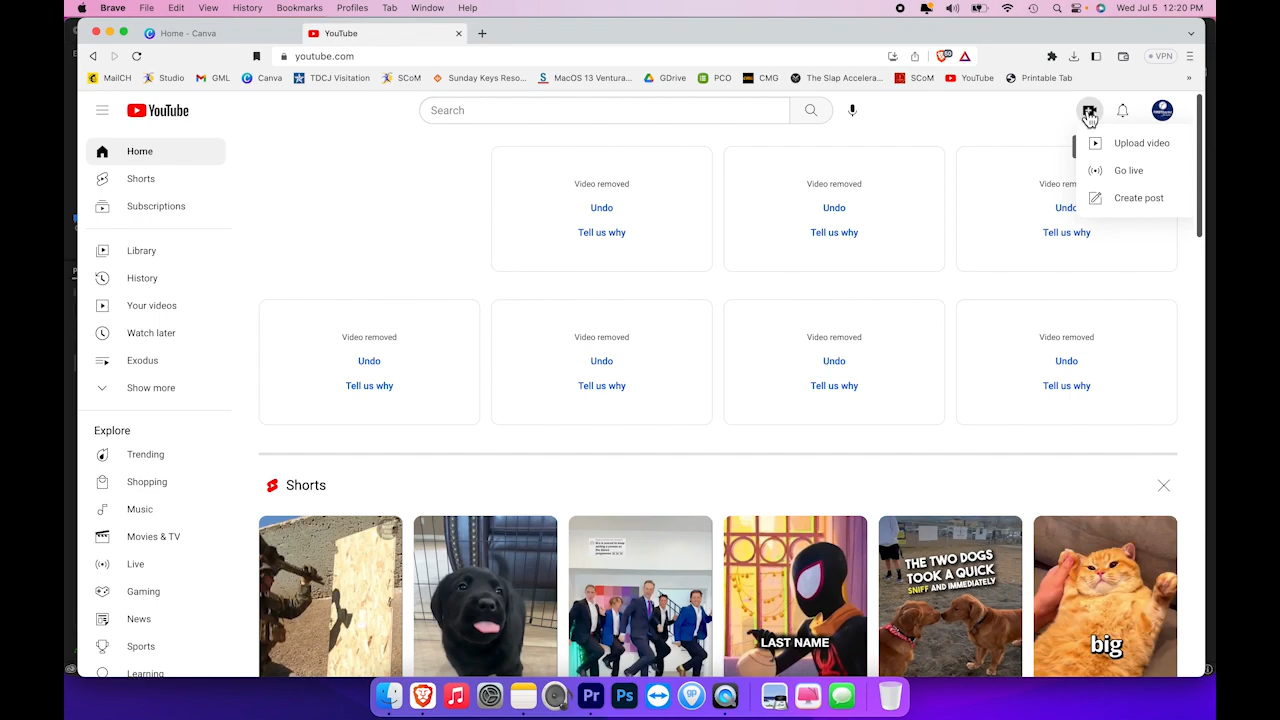 Brave File Edit View History Bookmarks Profiles Tab Window Help Wed Jul 5 12:20 PM
Home - Canva YouTube
youtube.com VPN
MailCH Studio GML Canva TDCJ Visitation SCoM Sunday Keys Reso... MacOS 13 Ventura... GDrive PCO CMG The Slap Accelera... SCoM YouTube Printable Tab »
YouTube Search
Home
Shorts
Subscriptions
Library
History
Your videos
Watch later
Exodus
Show more
Explore
Trending
Shopping
Music
Movies & TV
Live
Gaming
News
Sports
Learning
Upload video
Go live
Create post
Video removed Video removed Video rem
Undo Undo Undo
Tell us why Tell us why Tell us why
Video removed Video removed Video removed Video removed
Undo Undo Undo Undo
Tell us why Tell us why Tell us why Tell us why
Shorts
LAST NAME
THE TWO DOGS
TOOK A QUICK
SNIFF AND IMMEDIATELY
big
Pr Ps